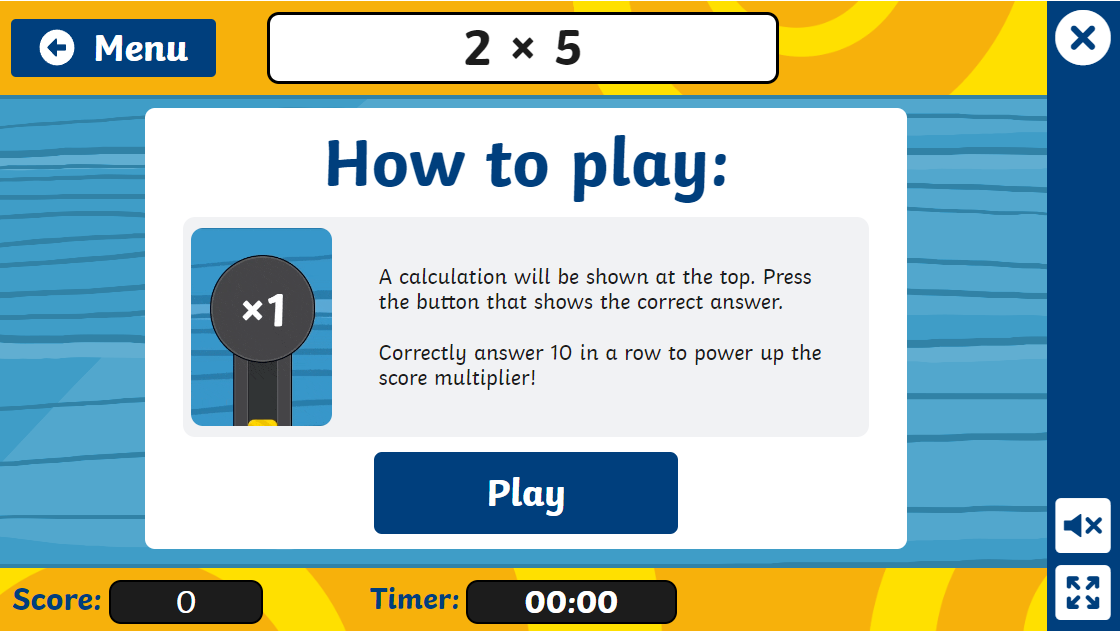 Menu
2 × 5
How to play:
×1
A calculation will be shown at the top. Press
the button that shows the correct answer.
Correctly answer 10 in a row to power up the
score multiplier!
Play
Score: 0
Timer: 00:00